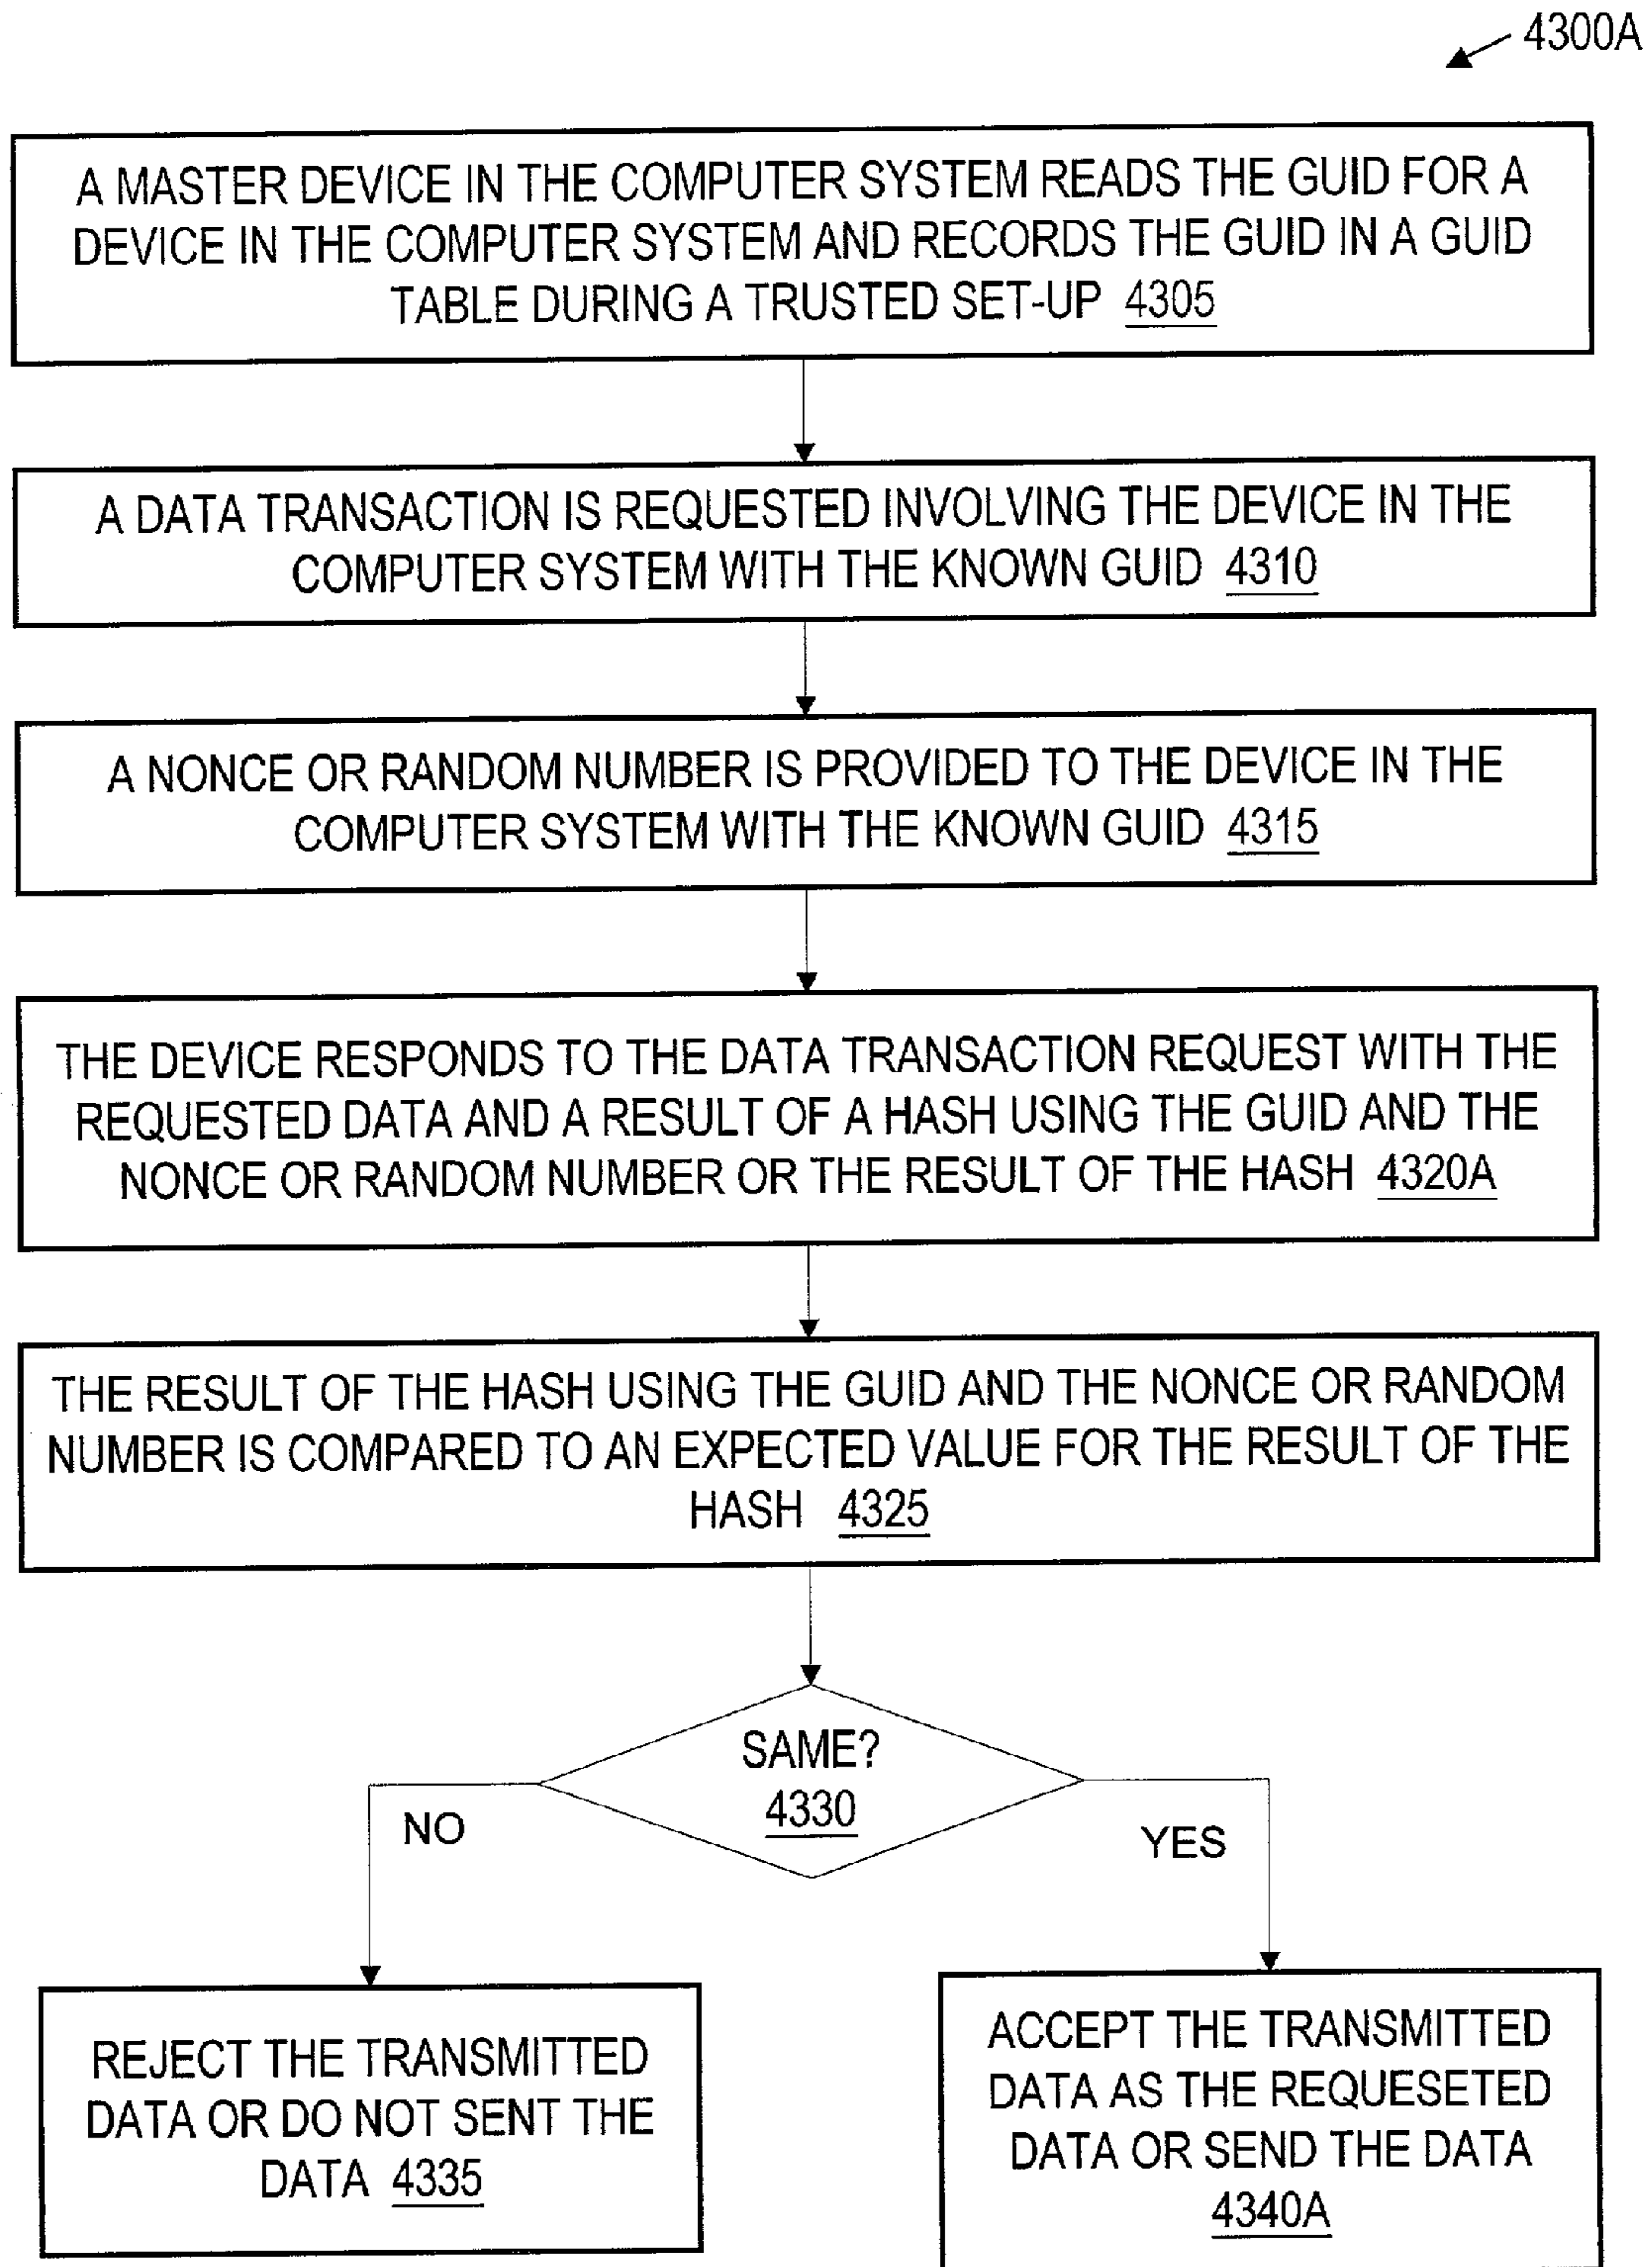 4300A
A MASTER DEVICE IN THE COMPUTER SYSTEM READS THE GUID FOR A
DEVICE IN THE COMPUTER SYSTEM AND RECORDS THE GUID IN A GUID
TABLE DURING A TRUSTED SET-UP 4305
A DATA TRANSACTION IS REQUESTED INVOLVING THE DEVICE IN THE
COMPUTER SYSTEM WITH THE KNOWN GUID 4310
A NONCE OR RANDOM NUMBER IS PROVIDED TO THE DEVICE IN THE
COMPUTER SYSTEM WITH THE KNOWN GUID 4315
THE DEVICE RESPONDS TO THE DATA TRANSACTION REQUEST WITH THE
REQUESTED DATA AND A RESULT OF A HASH USING THE GUID AND THE
NONCE OR RANDOM NUMBER OR THE RESULT OF THE HASH 4320A
THE RESULT OF THE HASH USING THE GUID AND THE NONCE OR RANDOM
NUMBER IS COMPARED TO AN EXPECTED VALUE FOR THE RESULT OF THE
HASH 4325
SAME?
4330
NO
YES
REJECT THE TRANSMITTED
DATA OR DO NOT SENT THE
DATA 4335
ACCEPT THE TRANSMITTED
DATA AS THE REQUESETED
DATA OR SEND THE DATA
4340A